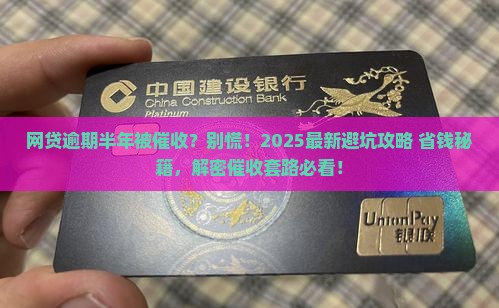 中国建设银行
China Construction Bank
Platinum
网贷逾期半年被催收？别慌！2025最新避坑攻略 省钱秘
籍，解密催收套路必看！
UnionPay
银联